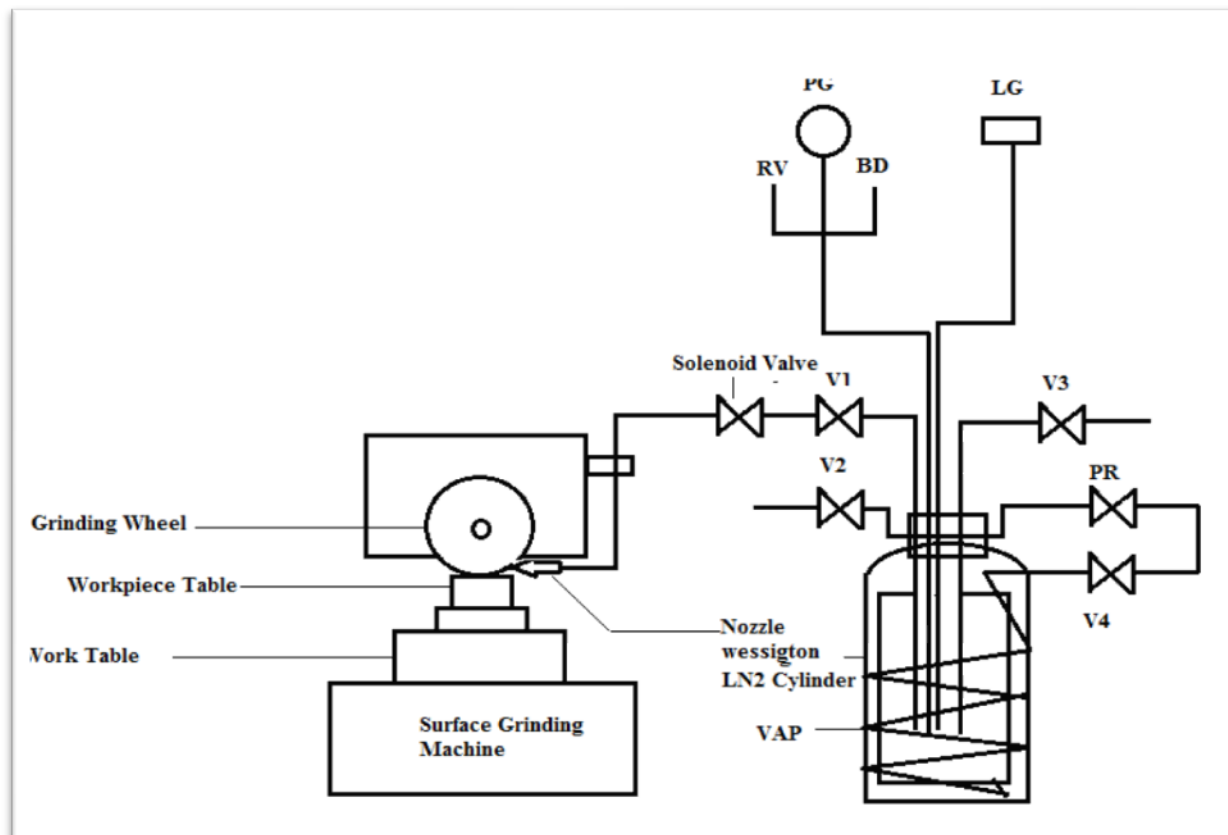 PG
LG
RV
BD
Solenoid Valve
V1
V3
V2
PR
Grinding Wheel
Workpiece Table
V4
Nozzle
wessigton
Work Table
LN2 Cylinder
Surface Grinding
Machine
VAP